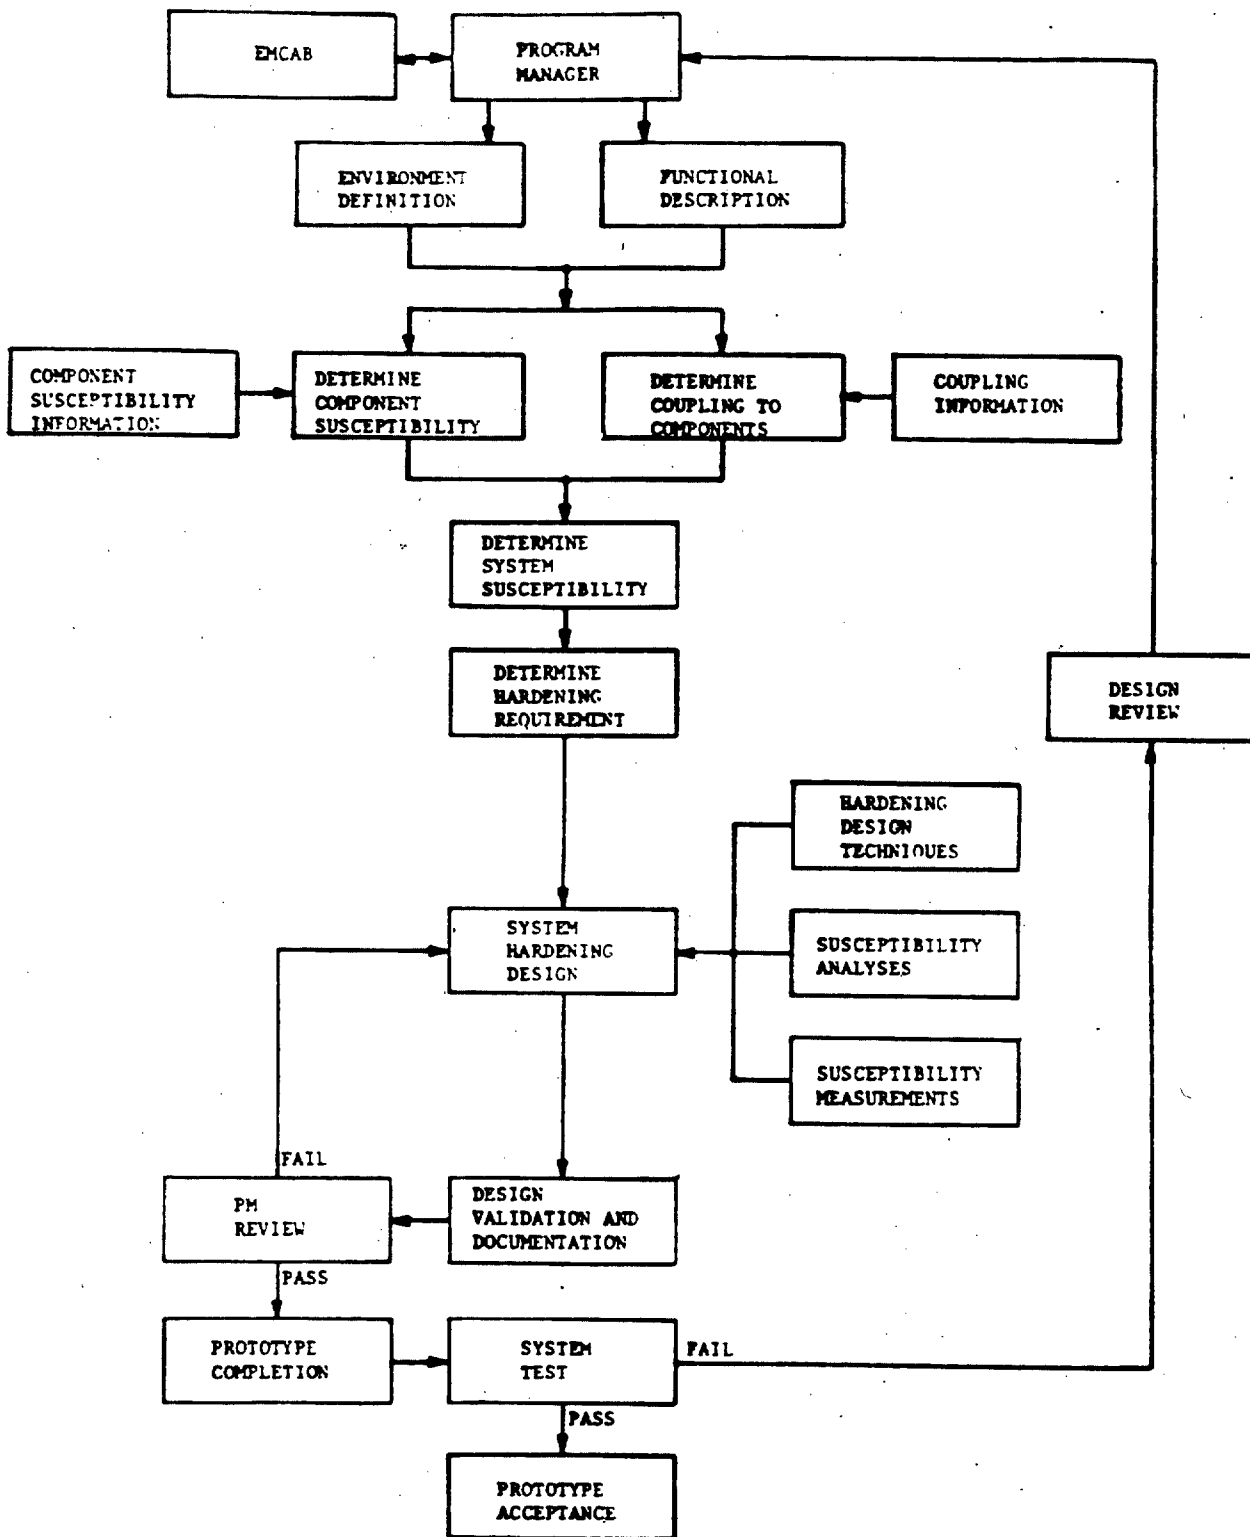 EMCAB
PROGRAM
MANAGER
ENVIRONMENT
DEFINITION
FUNCTIONAL
DESCRIPTION
COMPONENT
SUSCEPTIBILITY
INFORMATION
DETERMINE
COMPONENT
SUSCEPTIBILITY
DETERMINE
COUPLING TO
COMPONENTS
COUPLING
INFORMATION
DETERMINE
SYSTEM
SUSCEPTIBILITY
DETERMINE
HARDENING
REQUIREMENT
DESIGN
REVIEW
HARDENING
DESIGN
TECHNIQUES
SYSTEM
HARDENING
DESIGN
SUSCEPTIBILITY
ANALYSES
SUSCEPTIBILITY
MEASUREMENTS
FAIL
PM
REVIEW
DESIGN
VALIDATION AND
DOCUMENTATION
PASS
PROTOTYPE
COMPLETION
SYSTEM
TEST
FAIL
PASS
PROTOTYPE
ACCEPTANCE